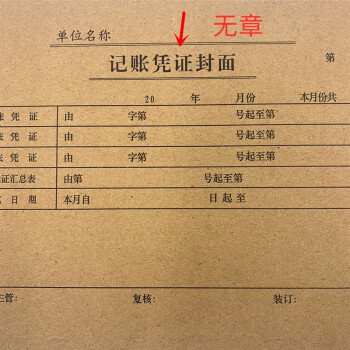 无章
单位名称
记账凭证封面 第
20 年 月份 本月份共
账 凭 证 由 字第 号起至第
账 凭 证 由 字第 号起至第
账 凭 证 由 字第 号起至第
证汇总表 由第 号起至第
日 期 本月自 日 起 至
主管: 复核: 装订: